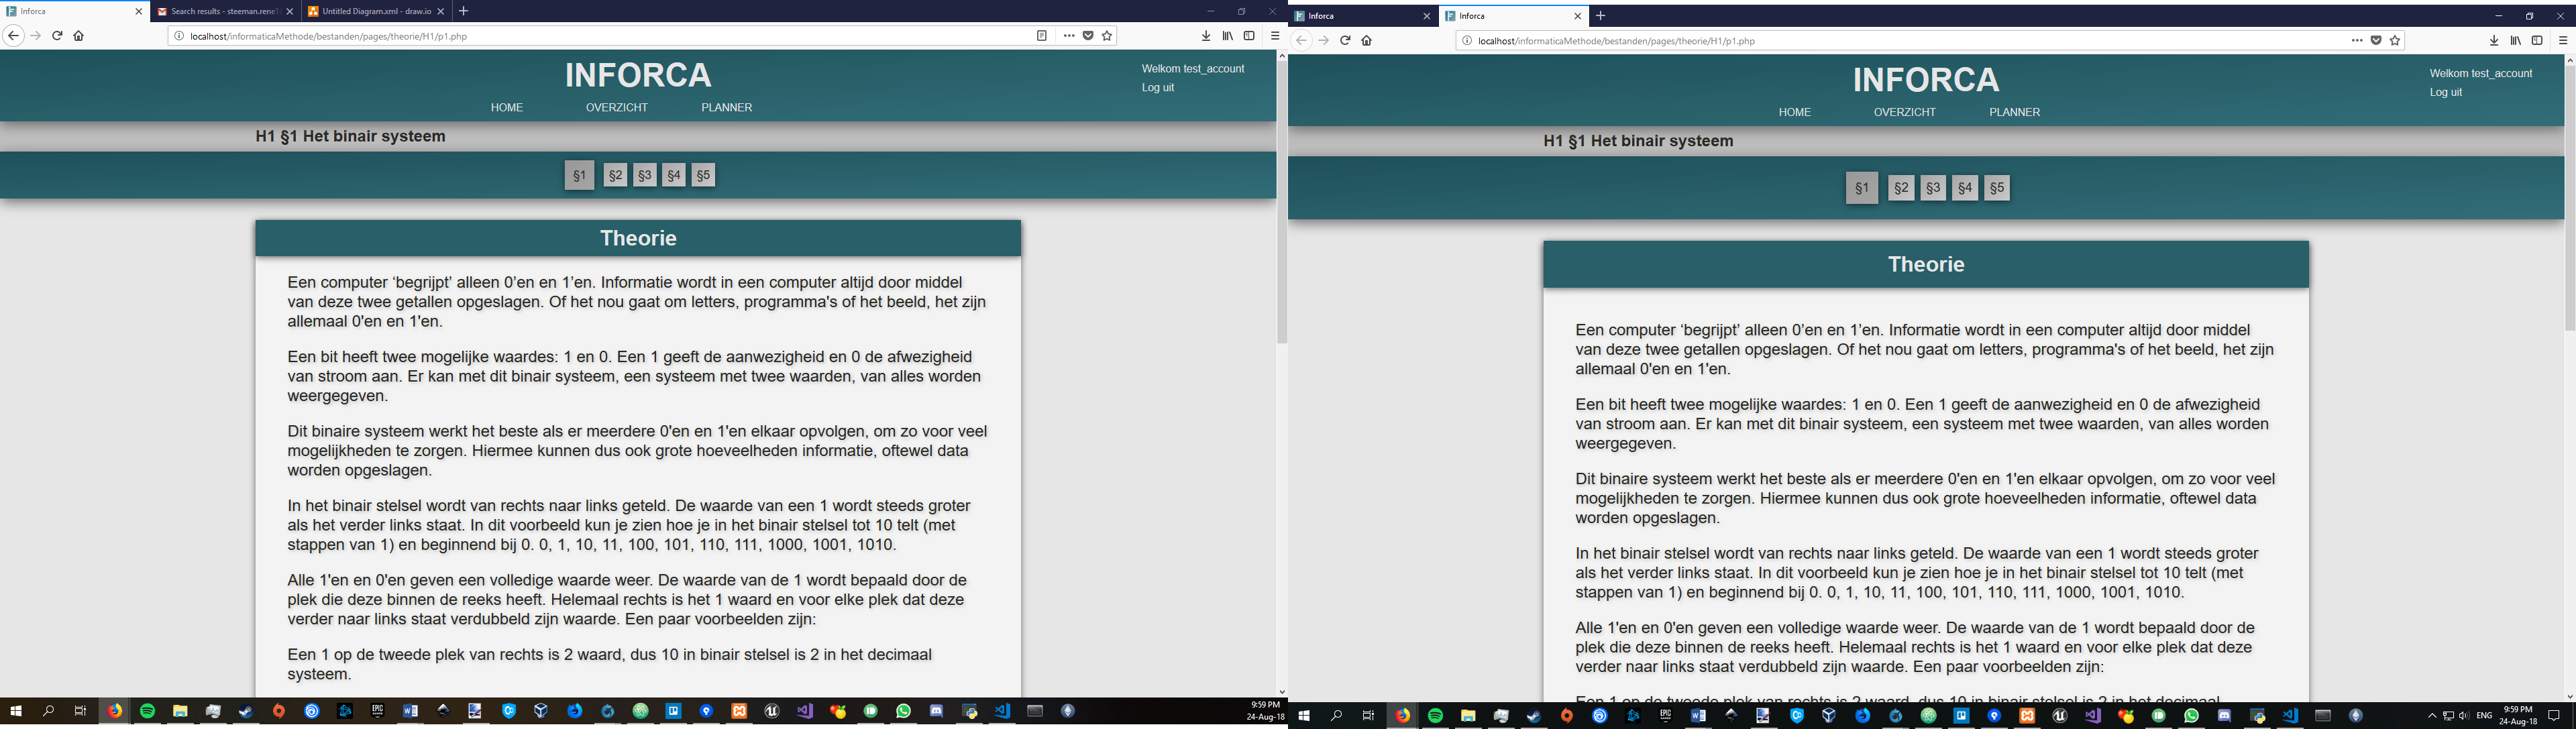 Inforca
Search results - steeman.rene1
Untitled Diagram.xml - draw.io
localhost/informaticaMethode/bestanden/pages/theorie/H1/p1.php
INFORCA
Welkom test_account
Log uit
HOME OVERZICHT PLANNER
H1 §1 Het binair systeem
§1 §2 §3 §4 §5
Theorie
Een computer ‘begrijpt’ alleen 0’en en 1’en. Informatie wordt in een computer altijd door middel
van deze twee getallen opgeslagen. Of het nou gaat om letters, programma's of het beeld, het zijn
allemaal 0'en en 1'en.
Een bit heeft twee mogelijke waardes: 1 en 0. Een 1 geeft de aanwezigheid en 0 de afwezigheid
van stroom aan. Er kan met dit binair systeem, een systeem met twee waarden, van alles worden
weergegeven.
Dit binaire systeem werkt het beste als er meerdere 0'en en 1'en elkaar opvolgen, om zo voor veel
mogelijkheden te zorgen. Hiermee kunnen dus ook grote hoeveelheden informatie, oftewel data
worden opgeslagen.
In het binair stelsel wordt van rechts naar links geteld. De waarde van een 1 wordt steeds groter
als het verder links staat. In dit voorbeeld kun je zien hoe je in het binair stelsel tot 10 telt (met
stappen van 1) en beginnend bij 0. 0, 1, 10, 11, 100, 101, 110, 111, 1000, 1001, 1010.
Alle 1'en en 0'en geven een volledige waarde weer. De waarde van de 1 wordt bepaald door de
plek die deze binnen de reeks heeft. Helemaal rechts is het 1 waard en voor elke plek dat deze
verder naar links staat verdubbeld zijn waarde. Een paar voorbeelden zijn:
Een 1 op de tweede plek van rechts is 2 waard, dus 10 in binair stelsel is 2 in het decimaal
systeem.
EPIC
9:59 PM
24-Aug-18
Inforca
Inforca
localhost/informaticaMethode/bestanden/pages/theorie/H1/p1.php
INFORCA
Welkom test_account
Log uit
HOME OVERZICHT PLANNER
H1 §1 Het binair systeem
§1 §2 §3 §4 §5
Theorie
Een computer ‘begrijpt’ alleen 0’en en 1’en. Informatie wordt in een computer altijd door middel
van deze twee getallen opgeslagen. Of het nou gaat om letters, programma's of het beeld, het zijn
allemaal 0'en en 1'en.
Een bit heeft twee mogelijke waardes: 1 en 0. Een 1 geeft de aanwezigheid en 0 de afwezigheid
van stroom aan. Er kan met dit binair systeem, een systeem met twee waarden, van alles worden
weergegeven.
Dit binaire systeem werkt het beste als er meerdere 0'en en 1'en elkaar opvolgen, om zo voor veel
mogelijkheden te zorgen. Hiermee kunnen dus ook grote hoeveelheden informatie, oftewel data
worden opgeslagen.
In het binair stelsel wordt van rechts naar links geteld. De waarde van een 1 wordt steeds groter
als het verder links staat. In dit voorbeeld kun je zien hoe je in het binair stelsel tot 10 telt (met
stappen van 1) en beginnend bij 0. 0, 1, 10, 11, 100, 101, 110, 111, 1000, 1001, 1010.
Alle 1'en en 0'en geven een volledige waarde weer. De waarde van de 1 wordt bepaald door de
plek die deze binnen de reeks heeft. Helemaal rechts is het 1 waard en voor elke plek dat deze
verder naar links staat verdubbeld zijn waarde. Een paar voorbeelden zijn:
Een 1 op de tweede plek van rechts is 2 waard, dus 10 in binair stelsel is 2 in het decimaal
EPIC
ENG
9:59 PM
24-Aug-18